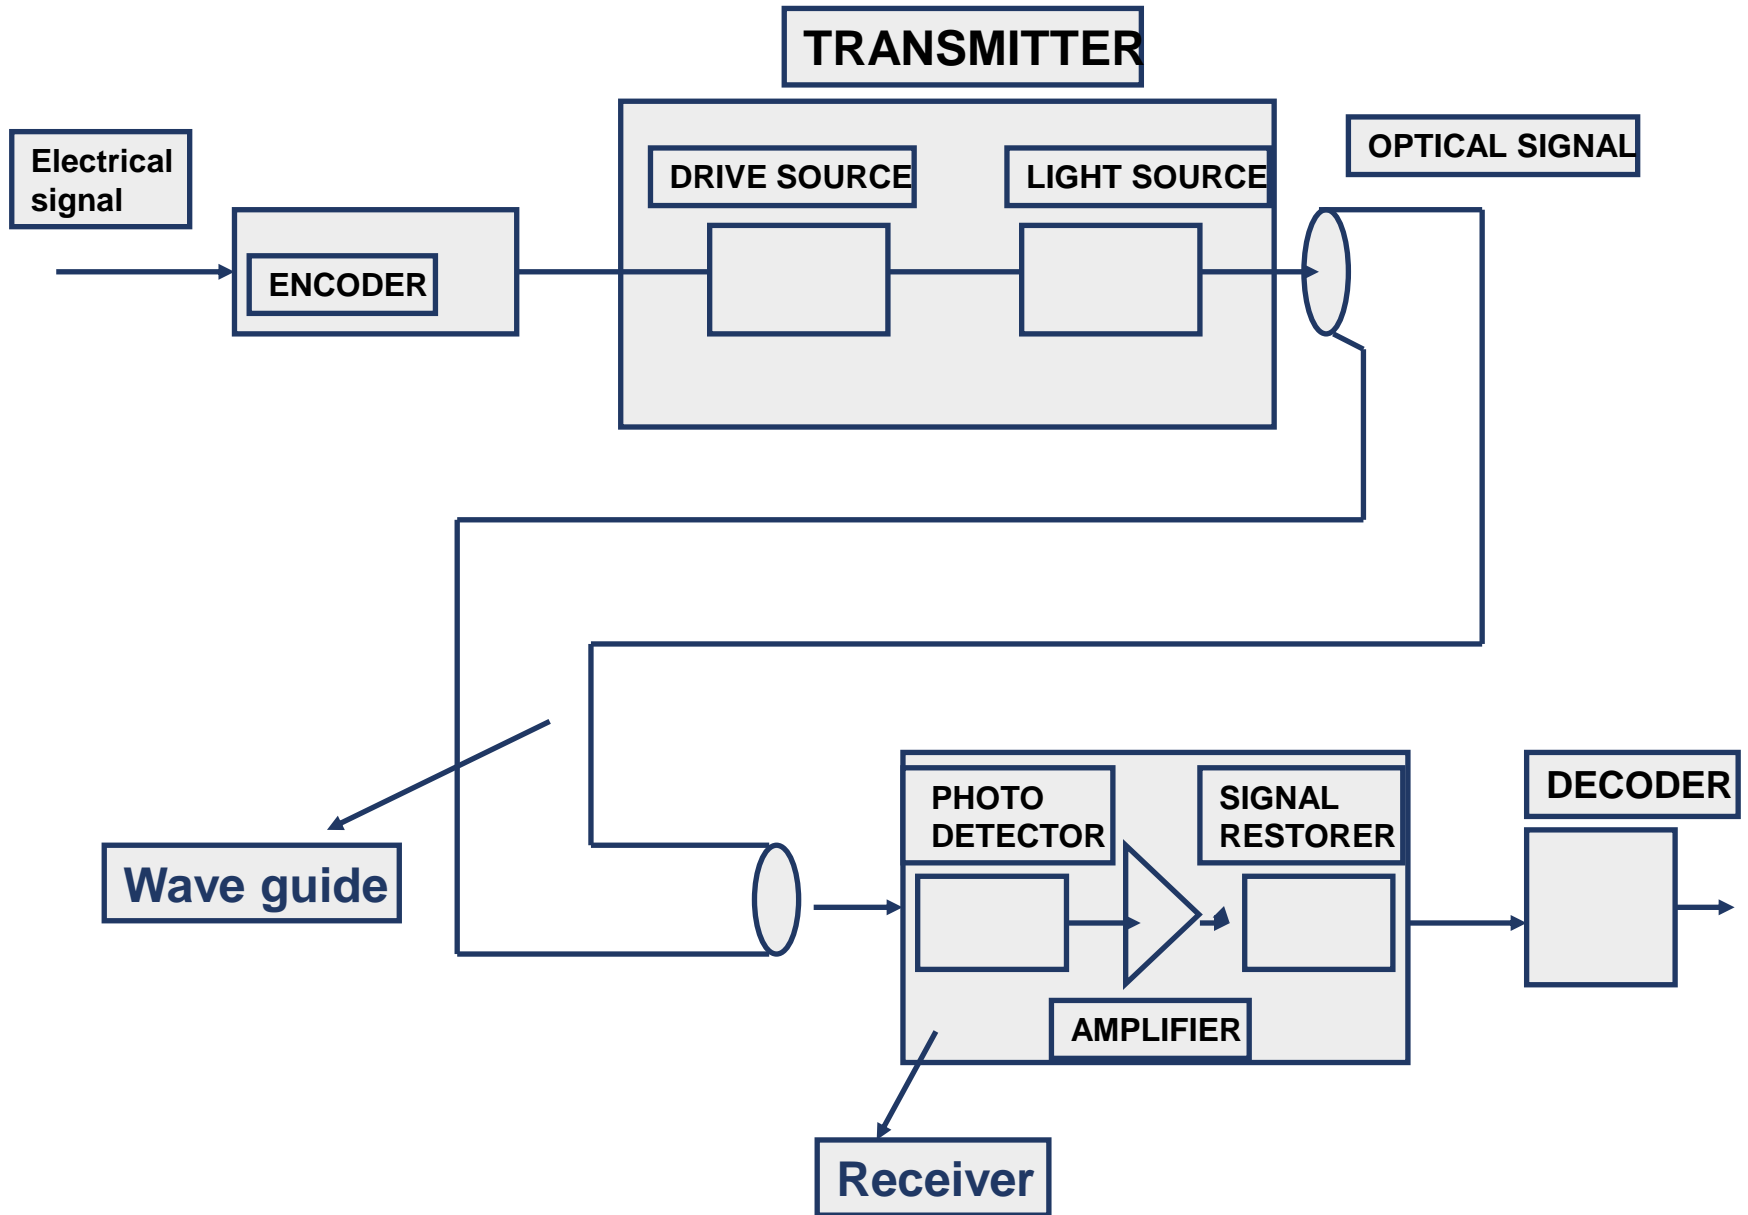 TRANSMITTER
Electrical
signal
DRIVE SOURCE
LIGHT SOURCE
OPTICAL SIGNAL
ENCODER
PHOTO
DETECTOR
SIGNAL
RESTORER
DECODER
Wave guide
AMPLIFIER
Receiver